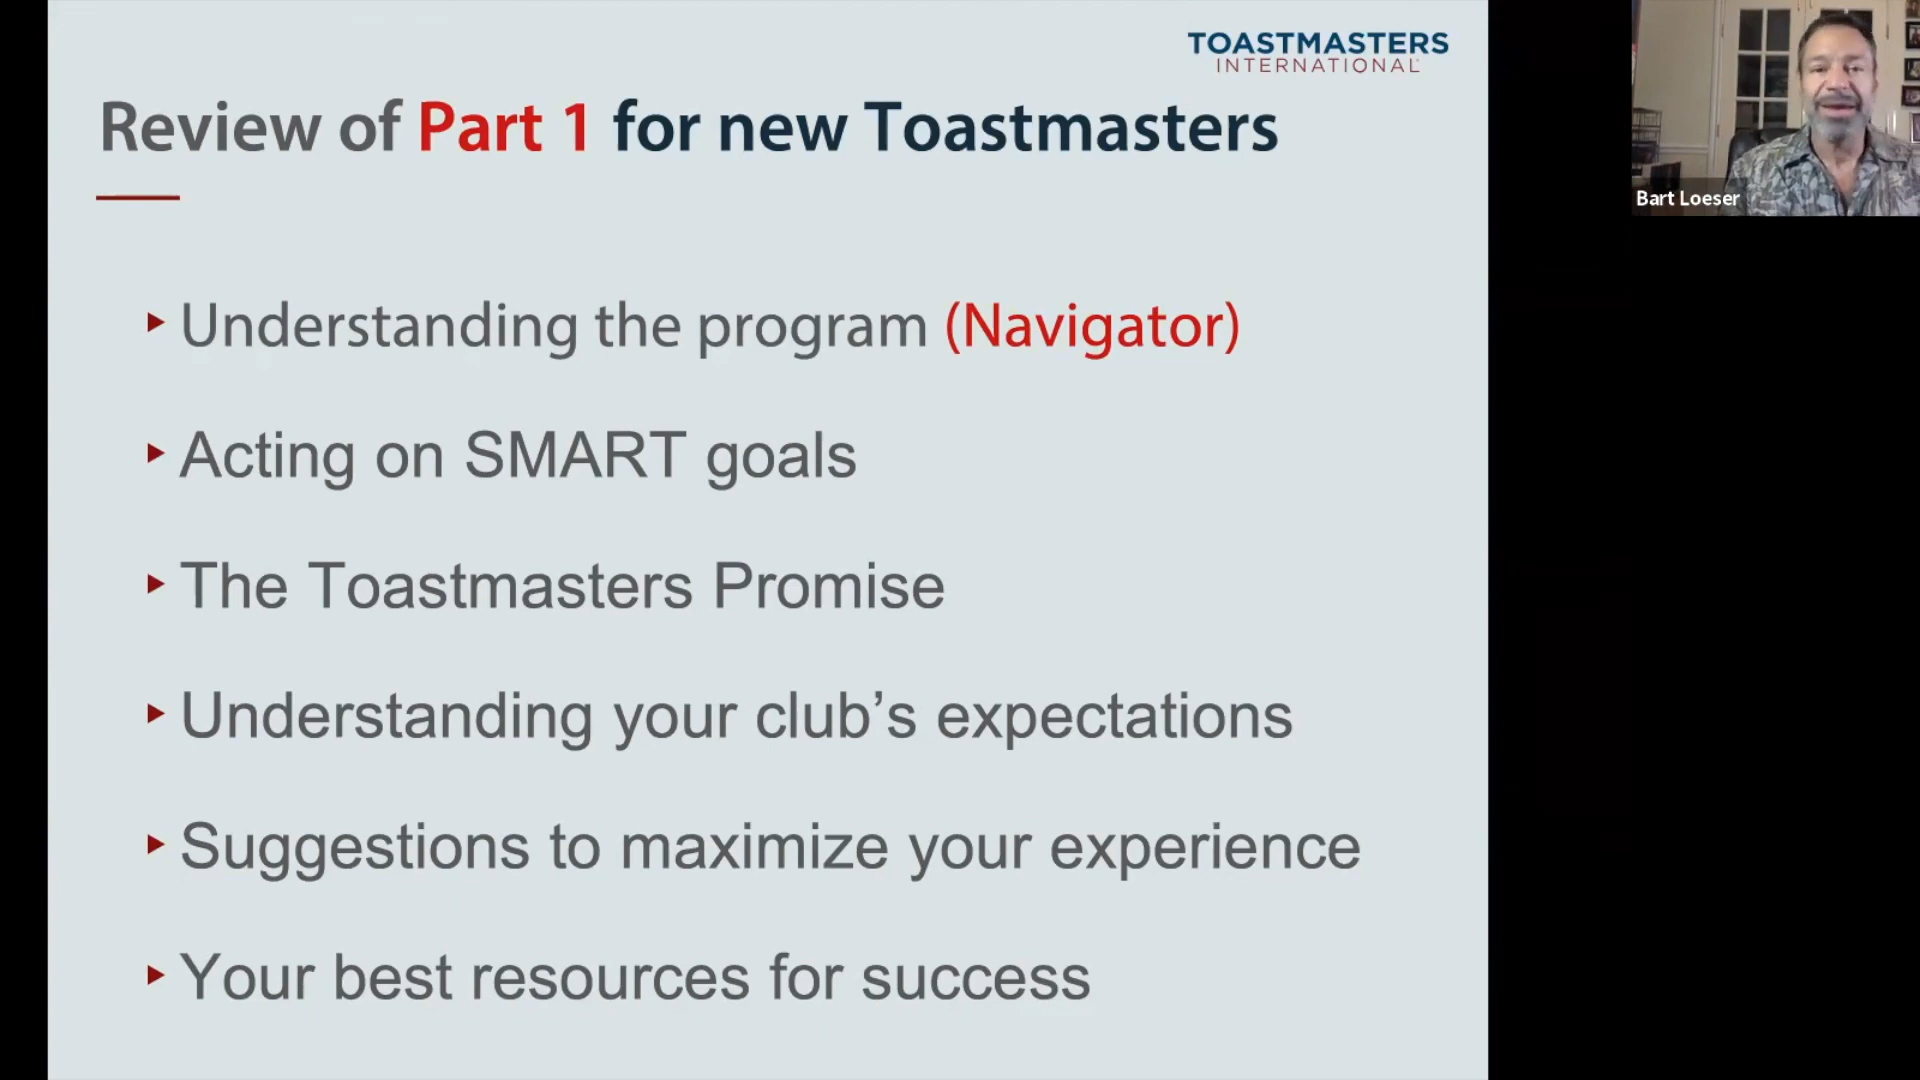 TOASTMASTERS
INTERNATIONAL
Review of Part 1 for new Toastmasters
‣ Understanding the program (Navigator)
‣ Acting on SMART goals
‣ The Toastmasters Promise
‣ Understanding your club’s expectations
‣ Suggestions to maximize your experience
‣ Your best resources for success
Bart Loeser